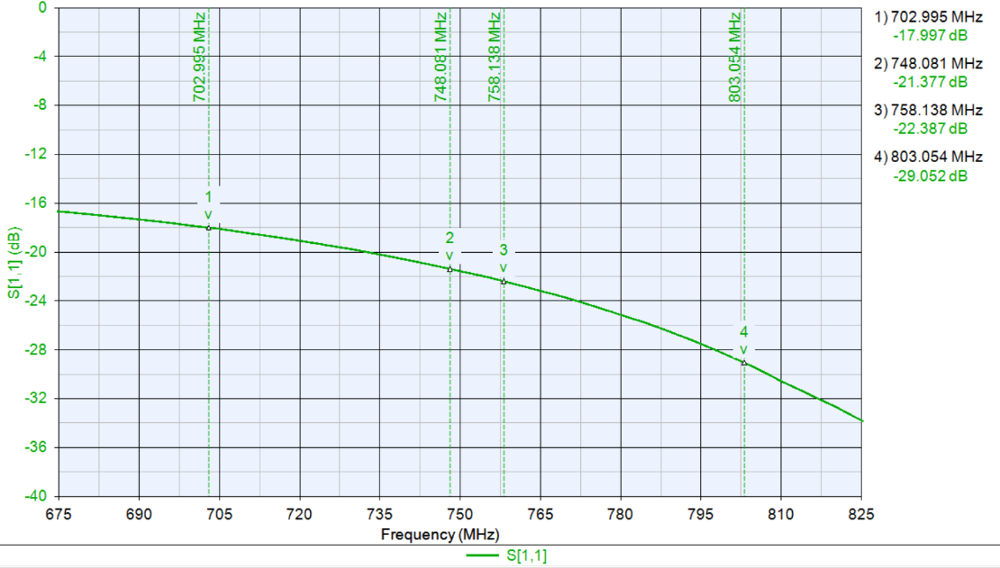 0
-4
-8
-12
-16
-20
-24
-28
-32
-36
-40
S[1,1] (dB)
702.995 MHz
748.081 MHz
758.138 MHz
803.054 MHz
1
v
2
v
3
v
4
v
675 690 705 720 735 750 765 780 795 810 825
Frequency (MHz)
S[1,1]
1) 702.995 MHz
-17.997 dB
2) 748.081 MHz
-21.377 dB
3) 758.138 MHz
-22.387 dB
4) 803.054 MHz
-29.052 dB